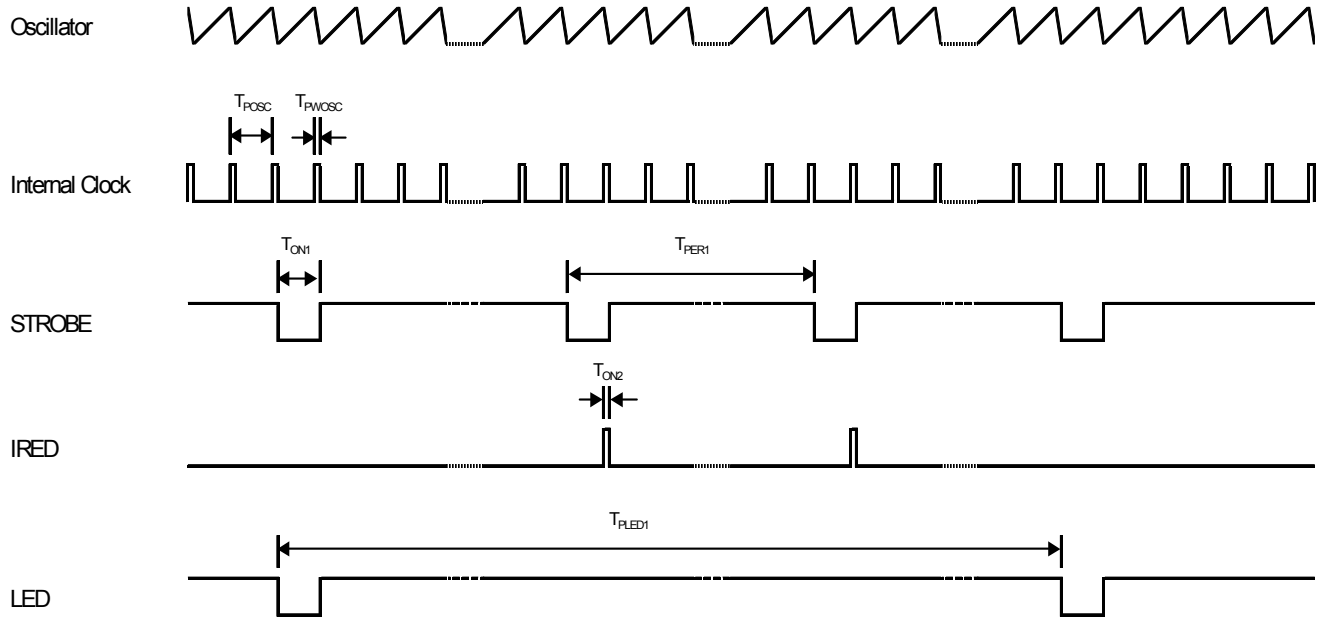 Oscillator
TPOSC
TPWOSC
Internal Clock
TON1
TPER1
STROBE
TON2
IRED
TPLED1
LED